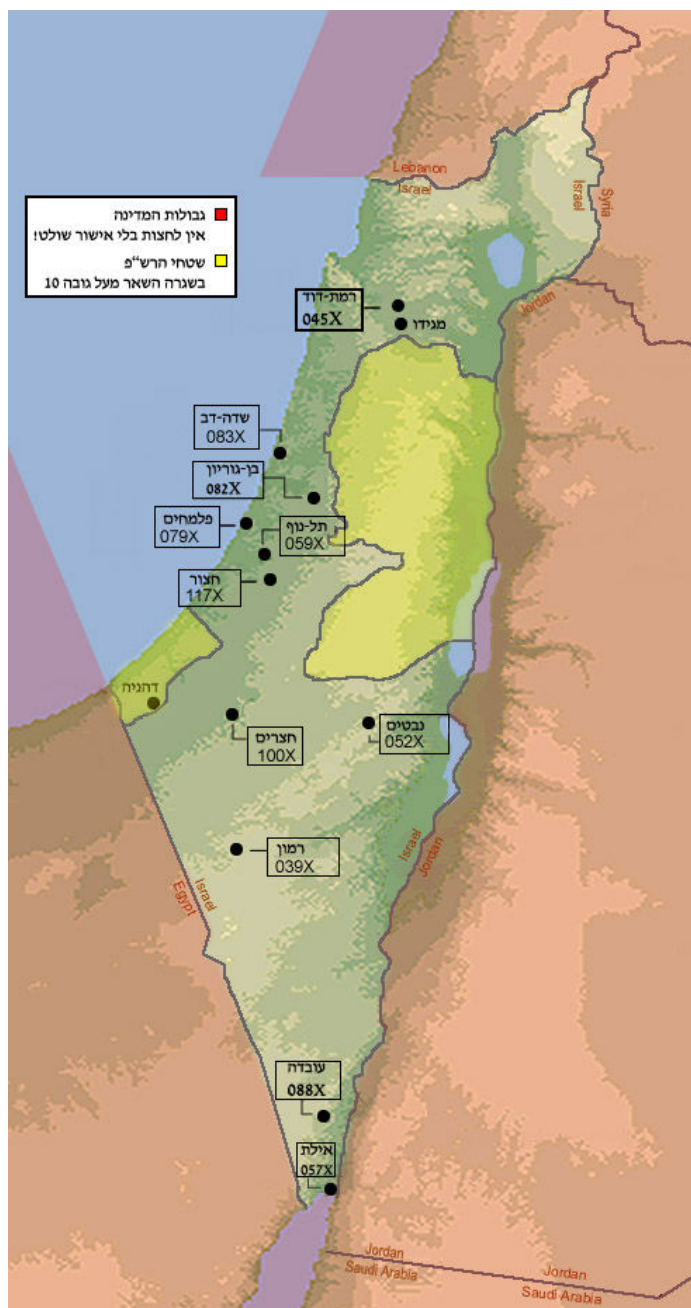 Lebanon
Israel
Israel
Syria
גבולות המדינה
אין לחצות בלי אישור שולט!
שטחי הרש״פ
בשגרה השאר מעל גובה 10
Jordan
רמת-דוד
045X
מגידו
שדה-דב
083X
בן-גוריון
082X
פלמחים
079X
תל-נוף
059X
חצור
117X
דהניה
חצרים
100X
נבטים
052X
רמון
039X
Israel
Jordan
Israel
Egypt
עובדה
088X
אילת
057X
Jordan
Saudi Arabia
Jordan
Saudi Arabia